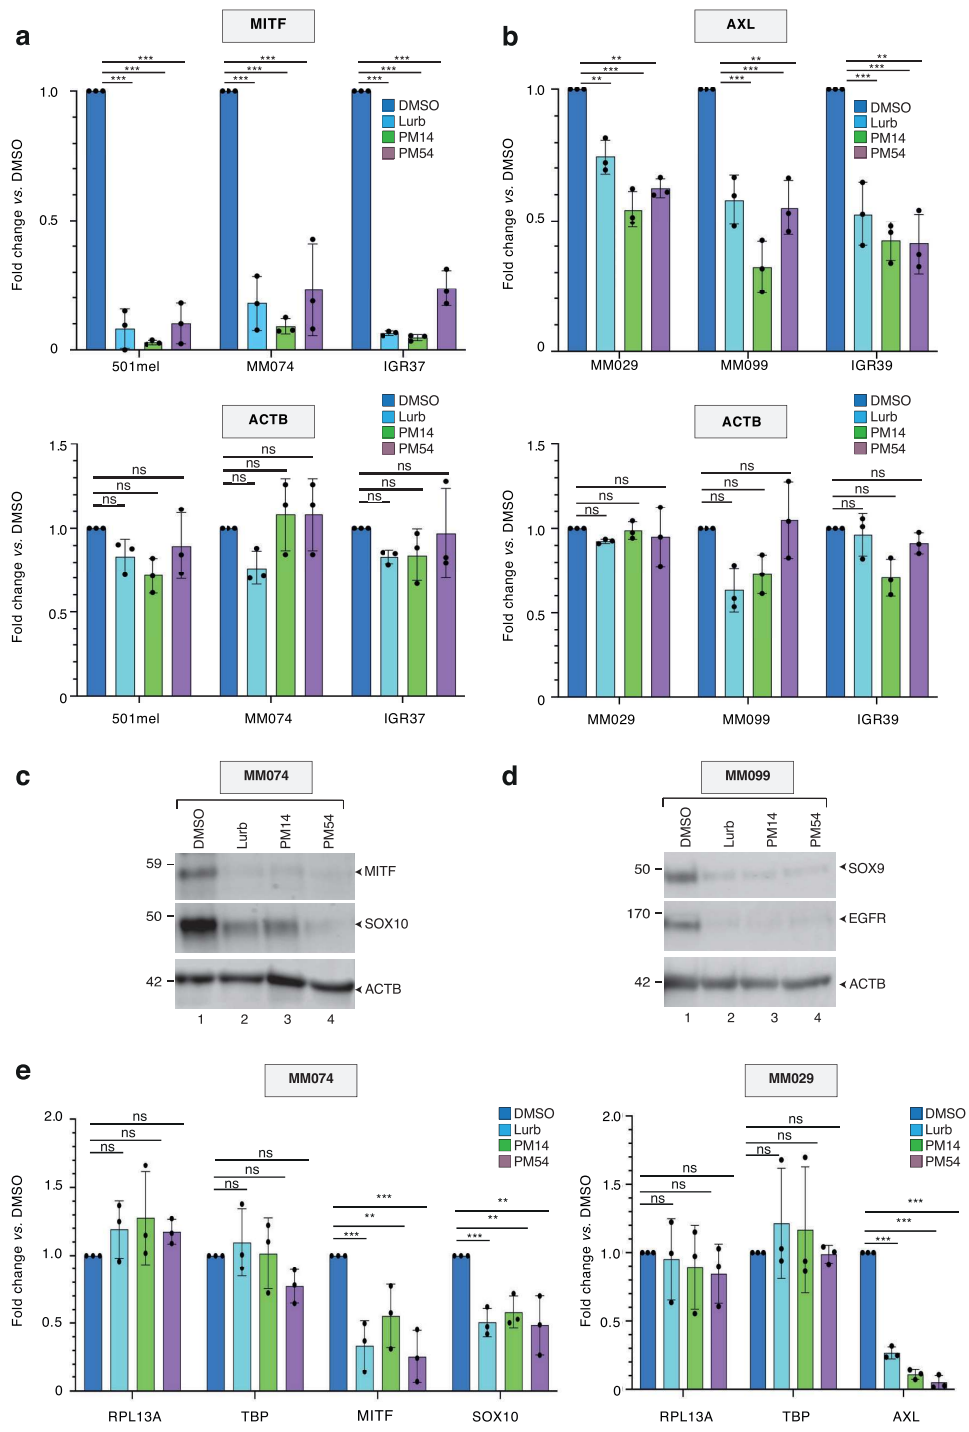 a
MITF
Fold change vs. DMSO
1.0
0.5
0
*** *** ***
*** *** ***
*** *** ***
DMSO
Lurb
PM14
PM54
501mel MM074 IGR37
ACTB
Fold change vs. DMSO
1.5
1.0
0.5
0
ns ns ns
ns ns ns
ns ns ns
DMSO
Lurb
PM14
PM54
501mel MM074 IGR37
b
AXL
Fold change vs. DMSO
1.0
0.5
0
** ** **
*** *** ***
** *** ***
DMSO
Lurb
PM14
PM54
MM029 MM099 IGR39
ACTB
Fold change vs. DMSO
1.5
1.0
0.5
0
ns ns ns
ns ns ns
ns ns ns
DMSO
Lurb
PM14
PM54
MM029 MM099 IGR39
c
MM074
DMSO Lurb PM14 PM54
59 MITF
50 SOX10
42 ACTB
1 2 3 4
d
MM099
DMSO Lurb PM14 PM54
50 SOX9
170 EGFR
42 ACTB
1 2 3 4
e
MM074
Fold change vs. DMSO
2.0
1.5
1.0
0.5
0
ns ns *** **
ns ns ** **
ns ns *** ***
DMSO
Lurb
PM14
PM54
RPL13A TBP MITF SOX10
MM029
Fold change vs. DMSO
2.0
1.5
1.0
0.5
0
ns ns ***
ns ns ***
ns ns ***
DMSO
Lurb
PM14
PM54
RPL13A TBP AXL